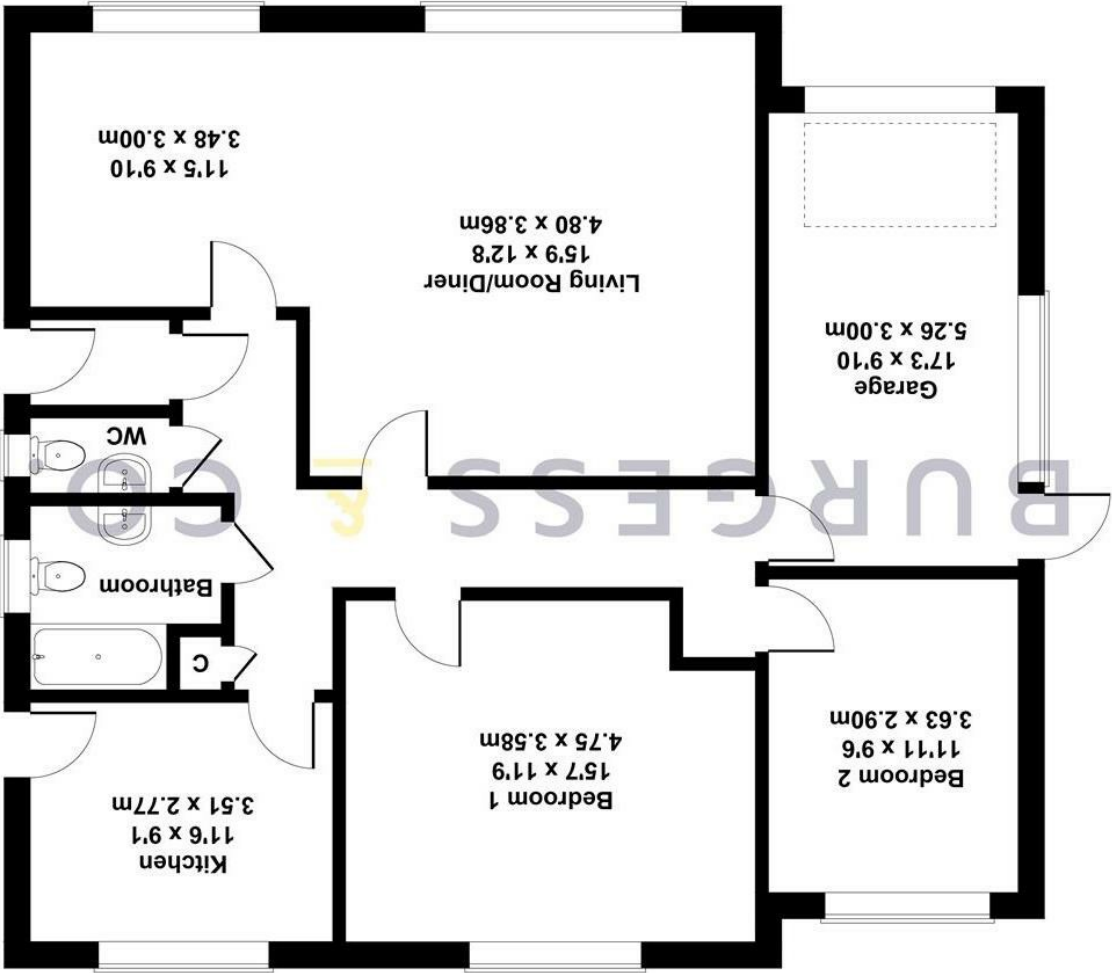 Bedroom 2
11'11 x 9'6
3.63 x 2.90m
Bedroom 1
15'7 x 11'9
4.75 x 3.58m
Kitchen
11'6 x 9'1
3.51 x 2.77m
C
Bathroom
BURGESS & CO
WC
Garage
17'3 x 9'10
5.26 x 3.00m
Living Room/Diner
15'9 x 12'8
4.80 x 3.86m
11'5 x 9'10
3.48 x 3.00m